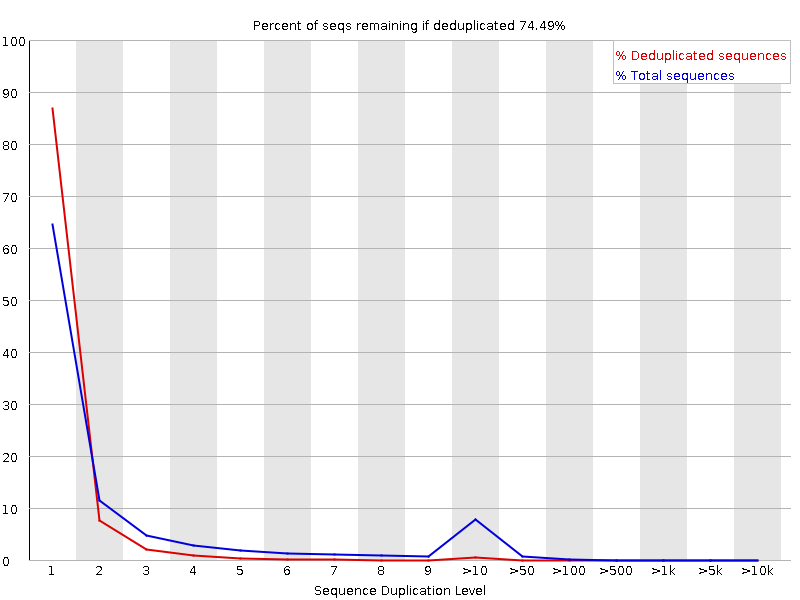 Percent of seqs remaining if deduplicated 74.49%
% Deduplicated sequences
% Total sequences
100
90
80
70
60
50
40
30
20
10
0
1 2 3 4 5 6 7 8 9 >10 >50 >100 >500 >1k >5k >10k
Sequence Duplication Level